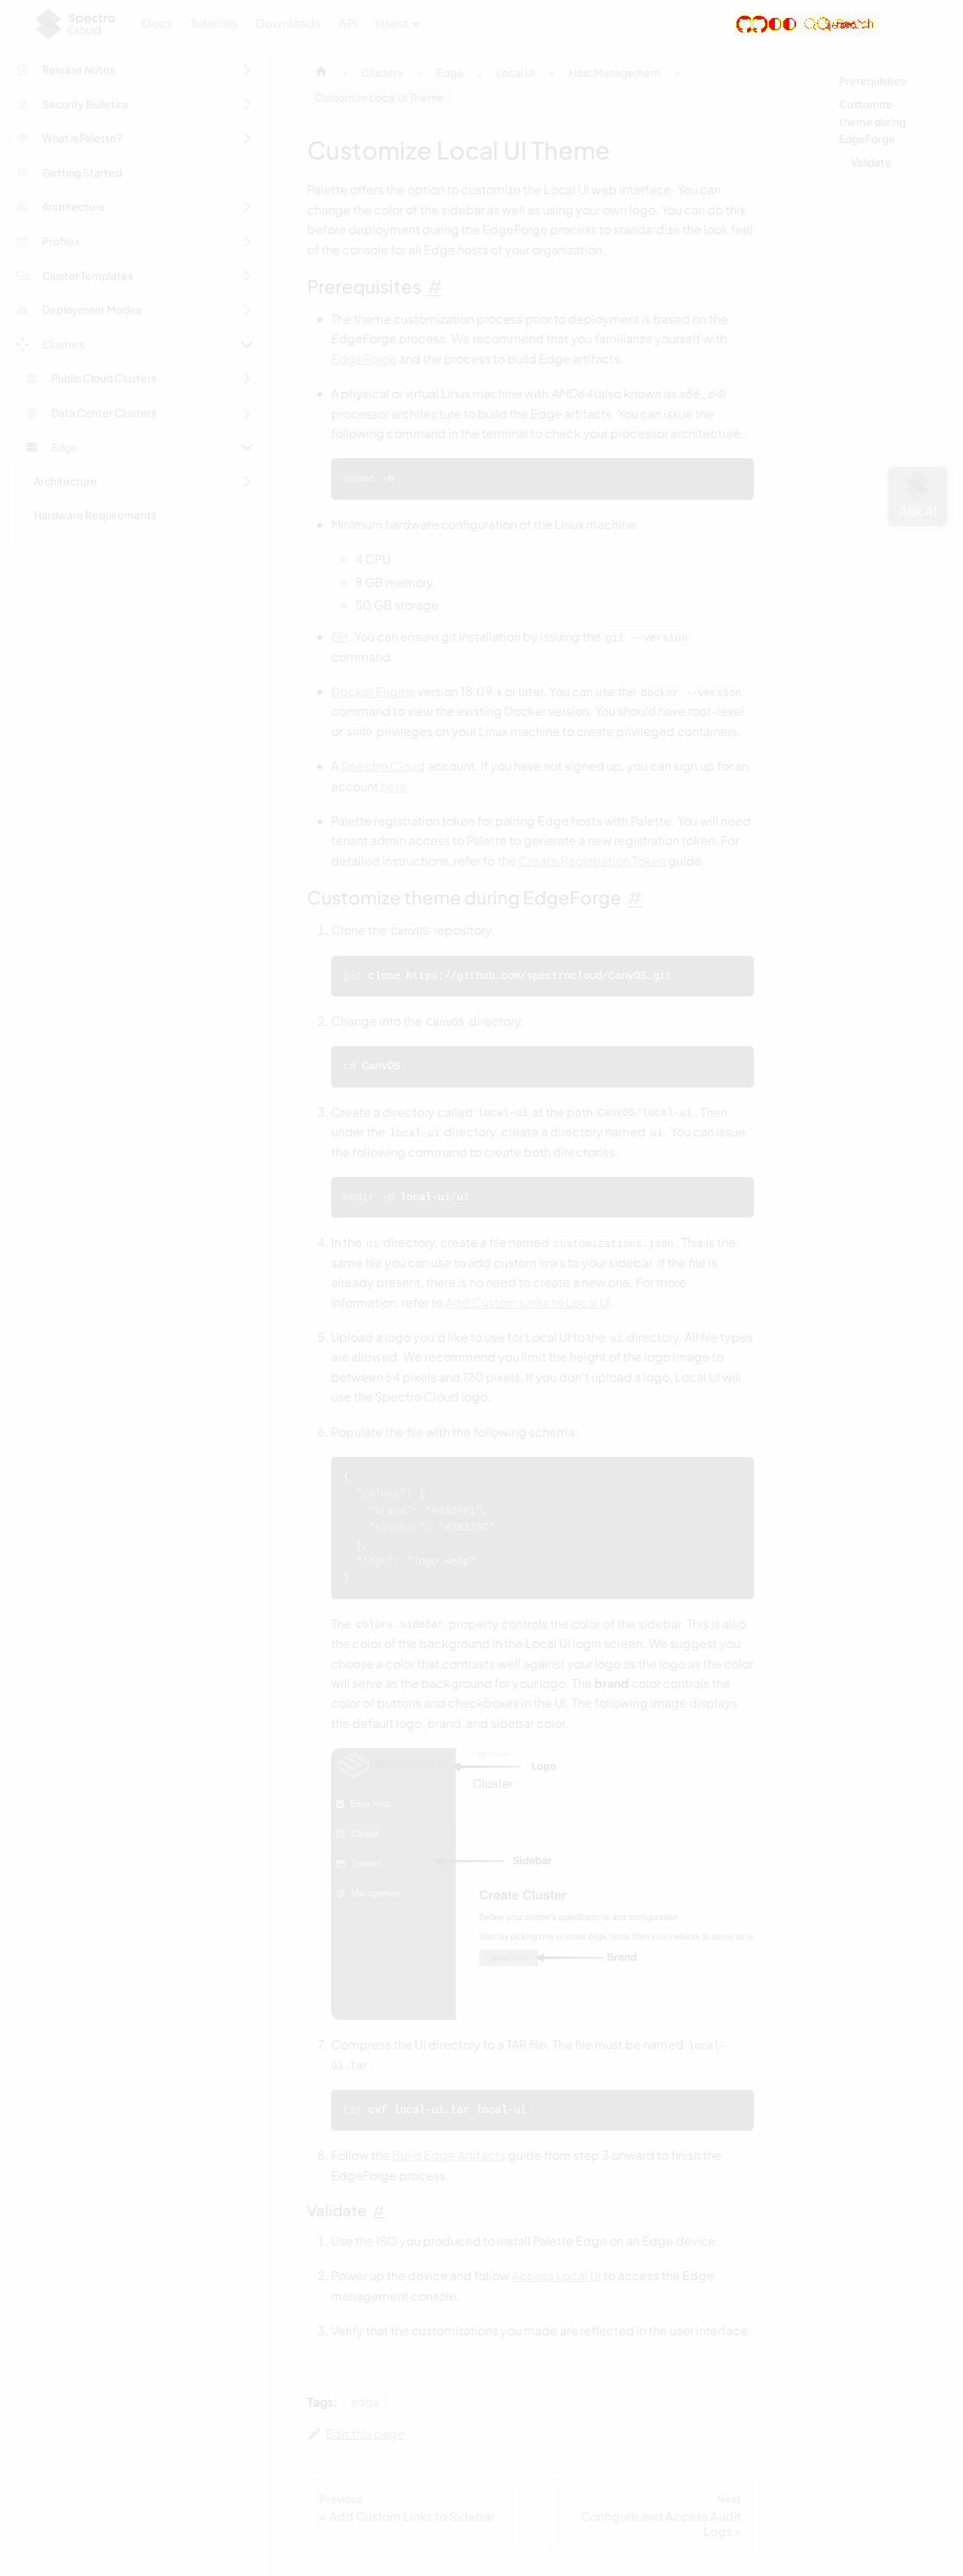 Spectro Cloud
Docs
Tutorials
Downloads
API
latest
Release Notes
Security Bulletins
What is Palette?
Getting Started
Architecture
Profiles
Cluster Templates
Deployment Modes
Clusters
Public Cloud Clusters
Data Center Clusters
Edge
Architecture
Hardware Requirements
Clusters
Edge
Local UI
Host Management
Customize Local UI Theme
Prerequisites
Customize
theme during
EdgeForge
Validate
Ask AI
Customize Local UI Theme
Palette offers the option to customize the Local UI web interface. You can
change the color of the sidebar as well as using your own logo. You can do this
before deployment during the EdgeForge process to standardize the look feel
of the console for all Edge hosts of your organization.
Prerequisites #
The theme customization process prior to deployment is based on the
EdgeForge process. We recommend that you familiarize yourself with
EdgeForge and the process to build Edge artifacts.
A physical or virtual Linux machine with AMD64 (also known as x86_64)
processor architecture to build the Edge artifacts. You can issue the
following command in the terminal to check your processor architecture.
uname -m
Minimum hardware configuration of the Linux machine:
4 CPU
8 GB memory
50 GB storage
Git. You can ensure git installation by issuing the git --version
command.
Docker Engine version 18.09.x or later. You can use the docker --version
command to view the existing Docker version. You should have root-level
or sudo privileges on your Linux machine to create privileged containers.
A Spectro Cloud account. If you have not signed up, you can sign up for an
account here.
Palette registration token for pairing Edge hosts with Palette. You will need
tenant admin access to Palette to generate a new registration token. For
detailed instructions, refer to the Create Registration Token guide.
Customize theme during EdgeForge #
1. Clone the CanvOS repository.
git clone https://github.com/spectrocloud/CanvOS.git
2. Change into the CanvOS directory.
cd CanvOS
3. Create a directory called local-ui at the path CanvOS/local-ui. Then
under the local-ui directory, create a directory named ui. You can issue
the following command to create both directories.
mkdir -p local-ui/ui
4. In the ui directory, create a file named customizations.json. This is the
same file you can use to add custom links to your sidebar. If the file is
already present, there is no need to create a new one. For more
information, refer to Add Custom Links to Local UI.
5. Upload a logo you'd like to use for Local UI to the ui directory. All file types
are allowed. We recommend you limit the height of the logo image to
between 64 pixels and 120 pixels. If you don't upload a logo, Local UI will
use the Spectro Cloud logo.
6. Populate the file with the following schema:
{
"colors": {
"brand": "#4A0FF1",
"sidebar": "#2B323C"
},
"logo": "logo.webp"
}
The colors.sidebar property controls the color of the sidebar. This is also
the color of the background in the Local UI login screen. We suggest you
choose a color that contrasts well against your logo as the logo as the color
will serve as the background for your logo. The brand color controls the
color of buttons and checkboxes in the UI. The following image displays
the default logo, brand, and sidebar color.
Logo
Cluster
Edge Host
Cluster
Content
Sidebar
Management
Create Cluster
Define your cluster's specifications and configuration.
Start by picking one or more edge hosts from your network to serve as no
Brand
7. Compress the UI directory to a TAR file. The file must be named local-
ui.tar.
tar cvf local-ui.tar local-ui
8. Follow the Build Edge Artifacts guide from step 3 onward to finish the
EdgeForge process.
Validate #
1. Use the ISO you produced to install Palette Edge on an Edge device.
2. Power up the device and follow Access Local UI to access the Edge
management console.
3. Verify that the customizations you made are reflected in the user interface.
Tags: edge
Edit this page
Previous
« Add Custom Links to Sidebar
Next
Configure and Access Audit
Logs »